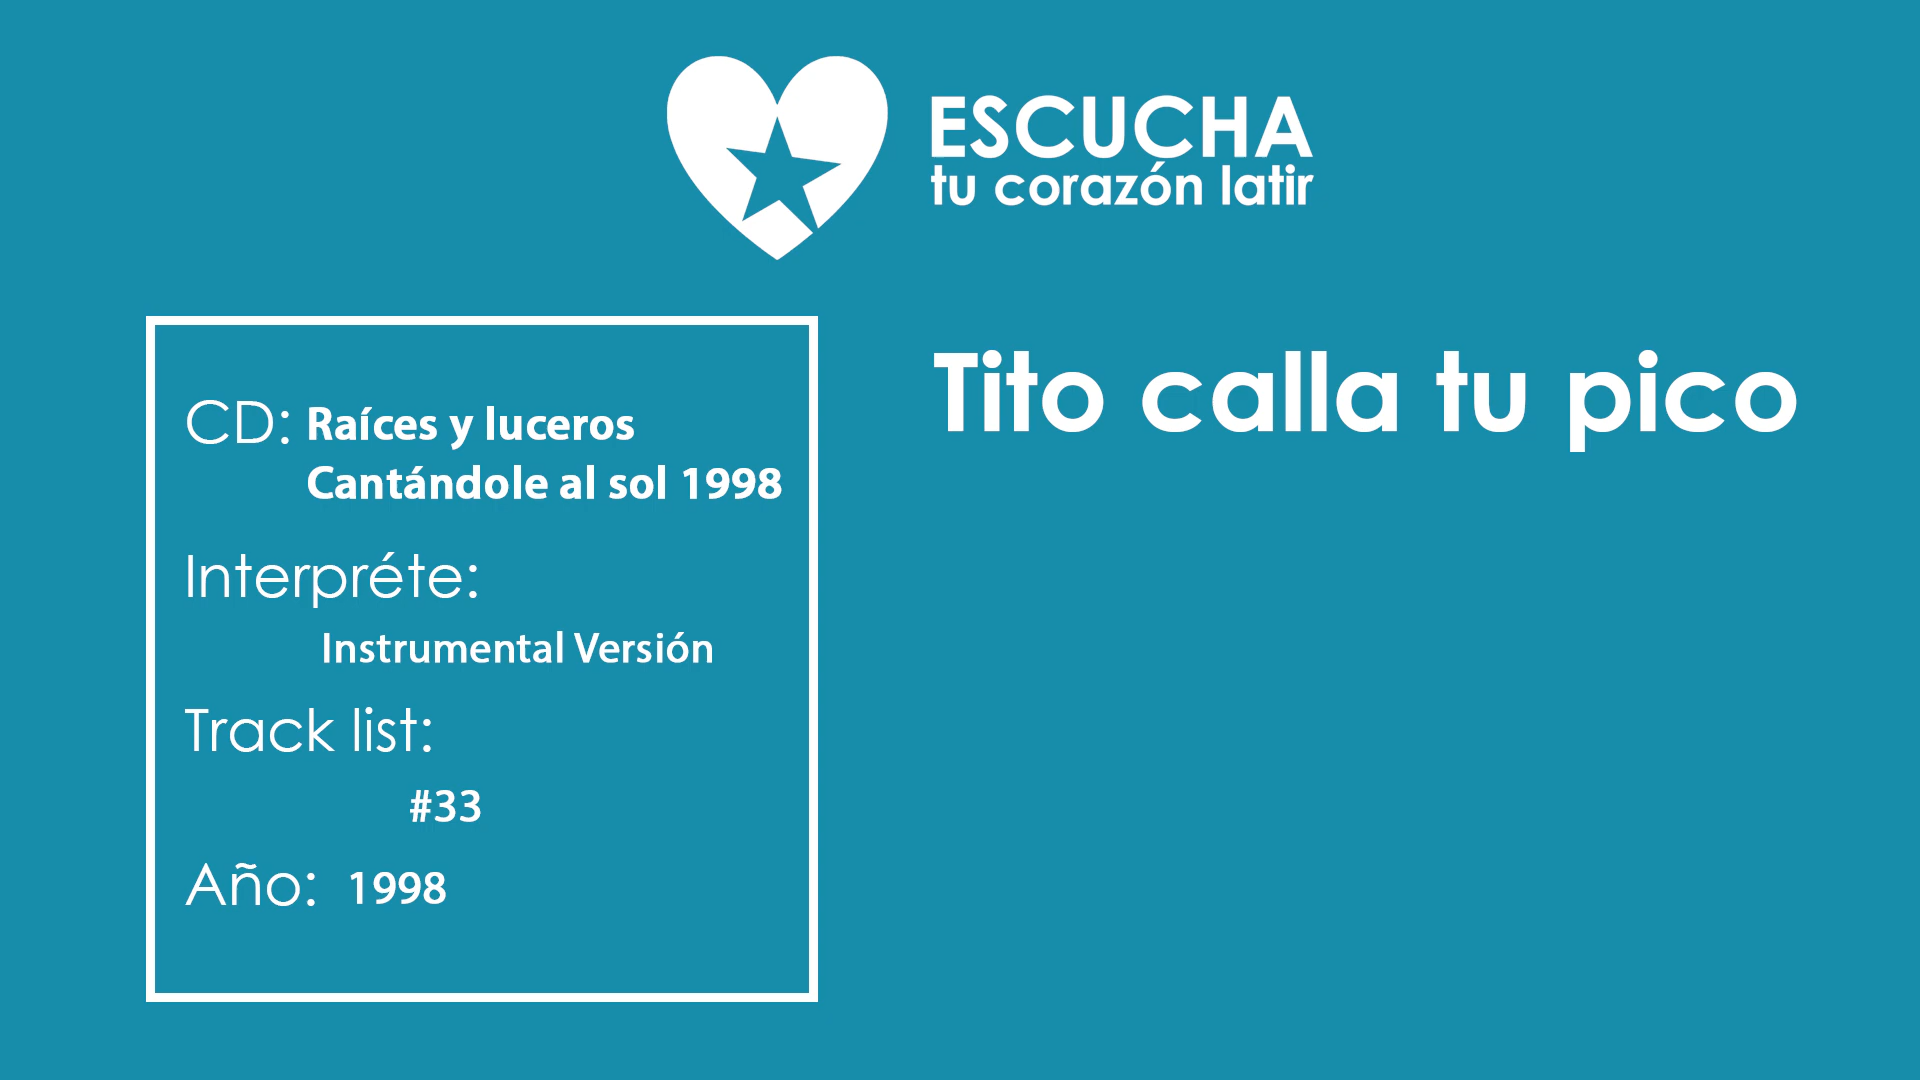 ESCUCHA
tu corazón latir
Tito calla tu pico
CD: Raíces y luceros
Cantándole al sol 1998
Interpréte:
Instrumental Versión
Track list:
#33
Año: 1998